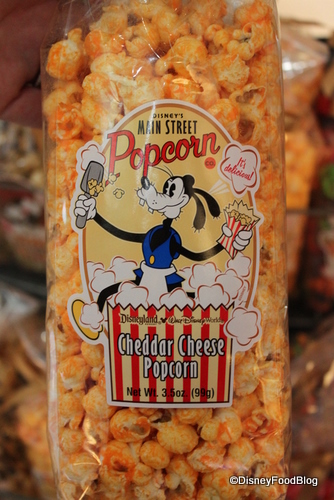 DISNEY'S
MAIN STREET
Popcorn
It's
delicious!
Disneyland Walt Disney World
Cheddar Cheese
Popcorn
Net Wt. 3.5oz. (99g)
©DisneyFoodBlog